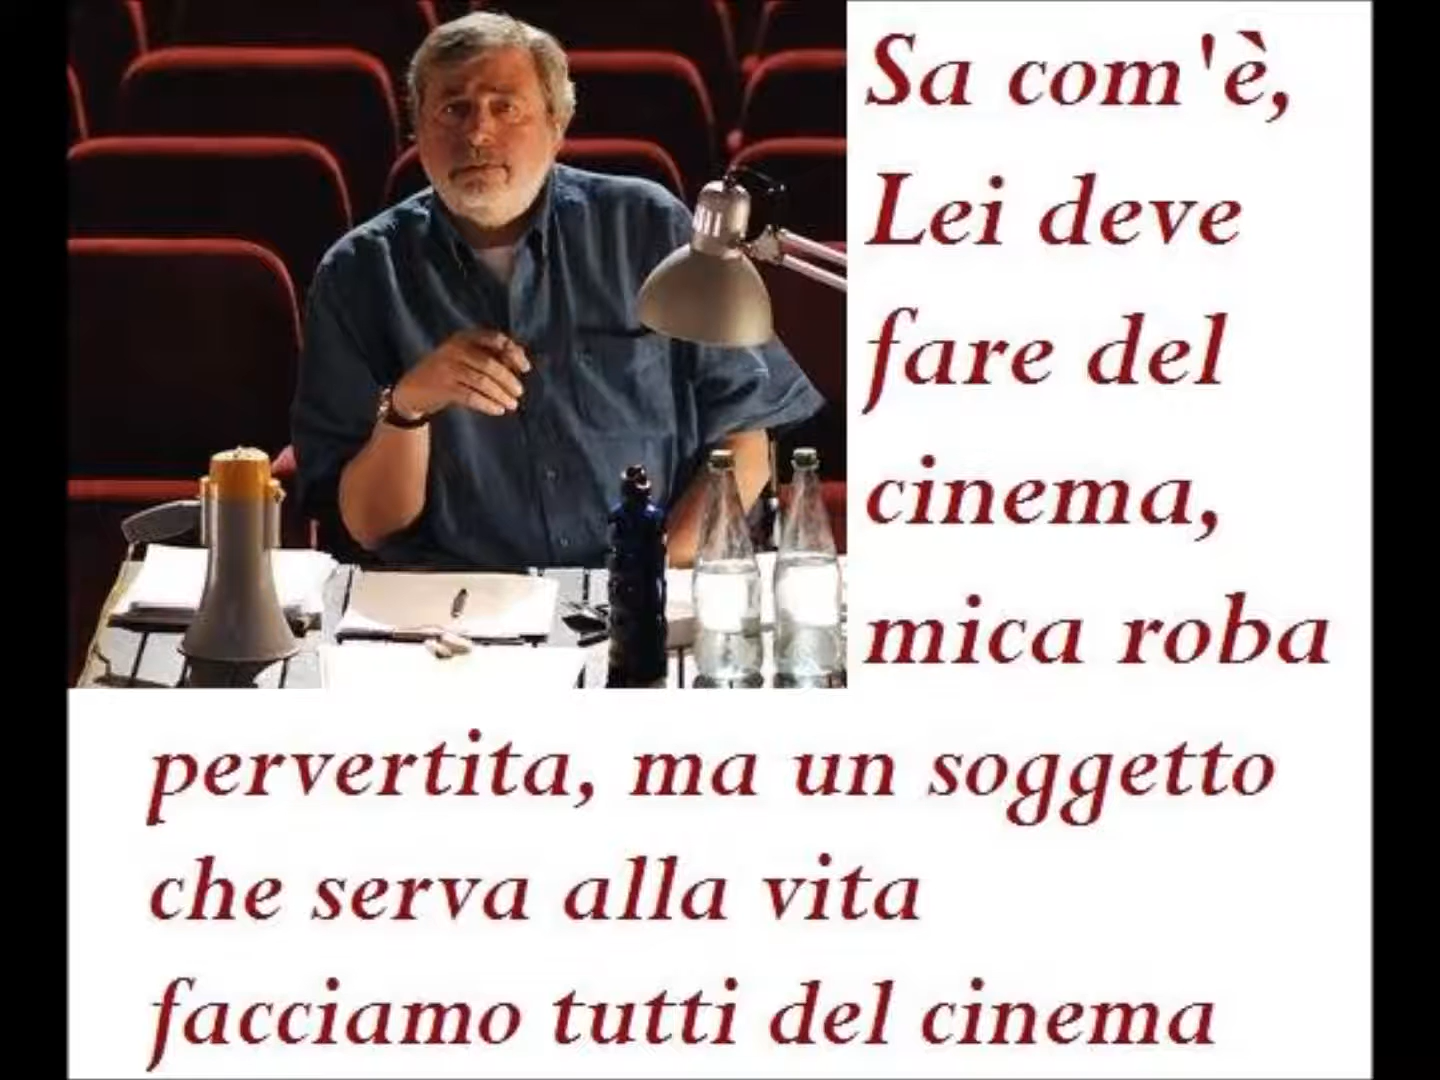 Sa com'è,
Lei deve
fare del
cinema,
mica roba
pervertita, ma un soggetto
che serva alla vita
facciamo tutti del cinema